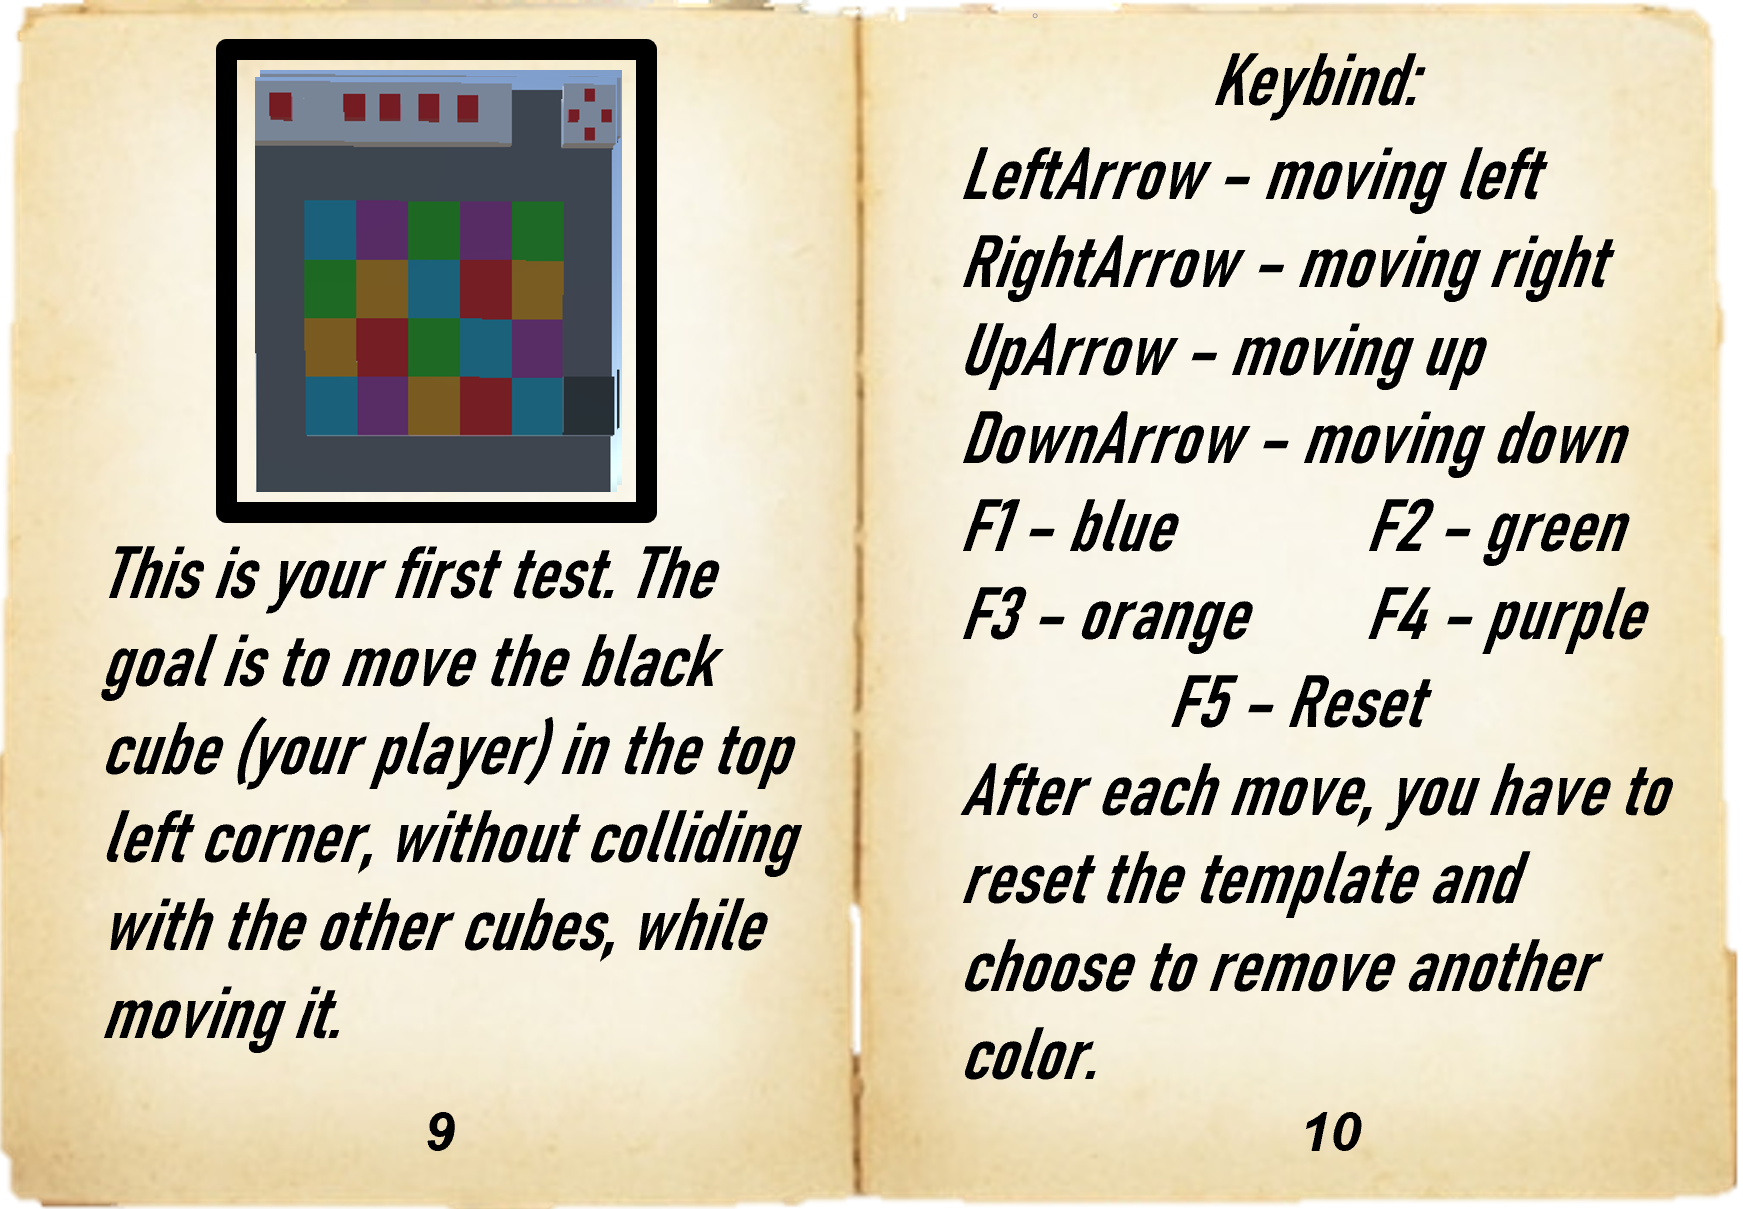 This is your first test. The
goal is to move the black
cube (your player) in the top
left corner, without colliding
with the other cubes, while
moving it.
9
Keybind:
LeftArrow - moving left
RightArrow - moving right
UpArrow - moving up
DownArrow - moving down
F1 - blue F2 - green
F3 - orange F4 - purple
F5 - Reset
After each move, you have to
reset the template and
choose to remove another
color.
10